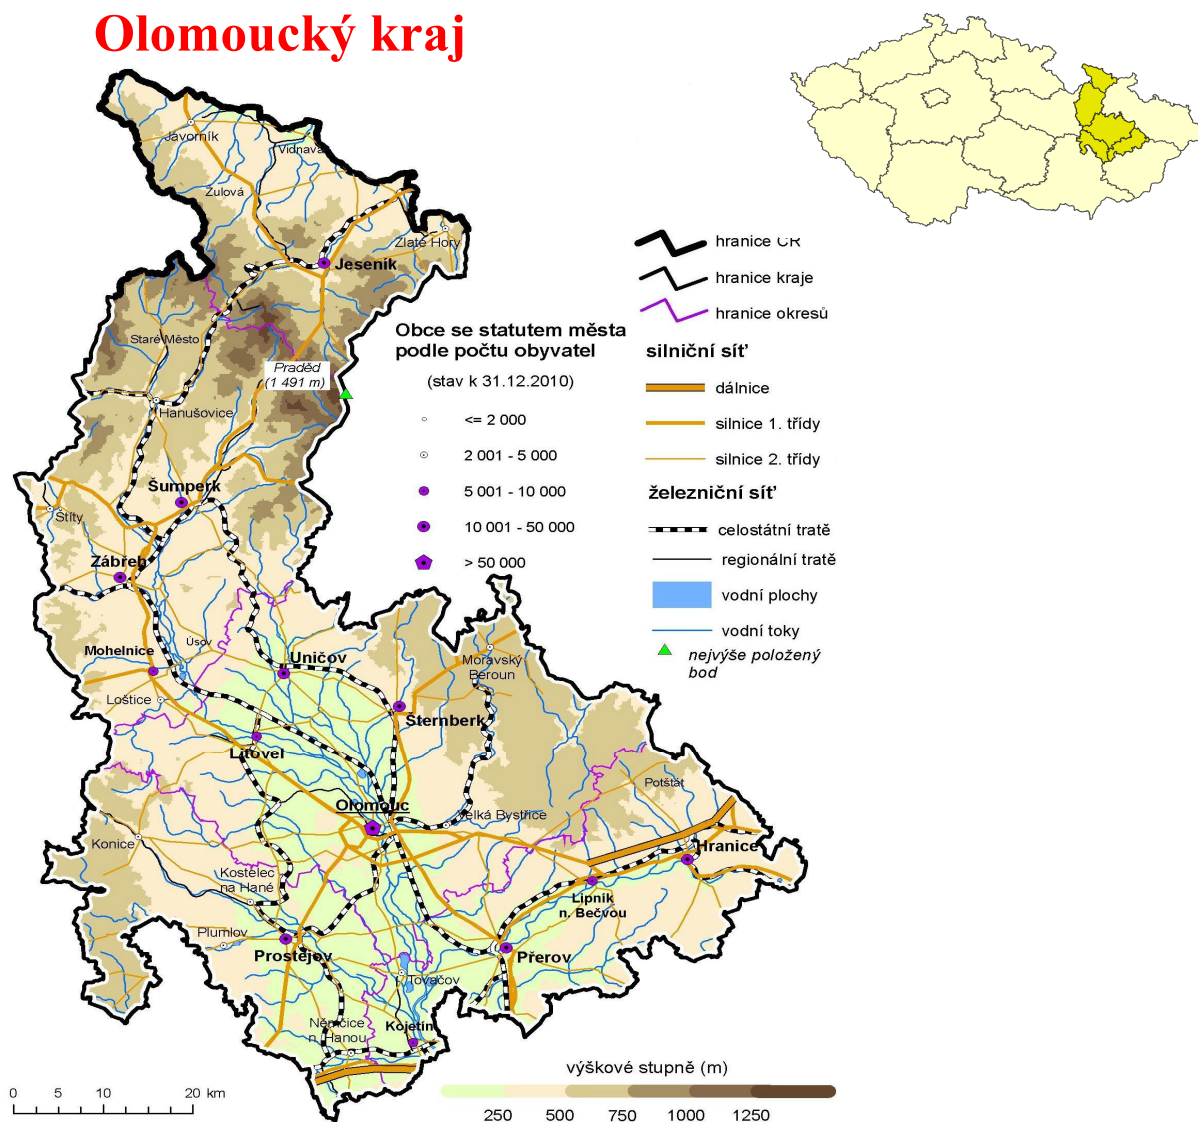 Olomoucký kraj
Javorník
Vidnava
Žulová
Zlaté Hory
Jeseník
Staré Město
Praděd
(1 491 m)
Hanušovice
Šumperk
Štíty
Zábřeh
Mohelnice
Úsov
Uničov
Moravský
Beroun
Loštice
Šternberk
Litovel
Potštát
Olomouc
Velká Bystřice
Konice
Hranice
Kostelec
na Hané
Lipník
n. Bečvou
Plumlov
Prostějov
Přerov
Tovačov
Němčice
n. Hanou
Kojetín
Obce se statutem města
podle počtu obyvatel
(stav k 31.12.2010)
<= 2 000
2 001 - 5 000
5 001 - 10 000
10 001 - 50 000
> 50 000
hranice ČR
hranice kraje
hranice okresů
silniční síť
dálnice
silnice 1. třídy
silnice 2. třídy
železniční síť
celostátní tratě
regionální tratě
vodní plochy
vodní toky
nejvýše položený
bod
výškové stupně (m)
250 500 750 1000 1250
0 5 10 20 km